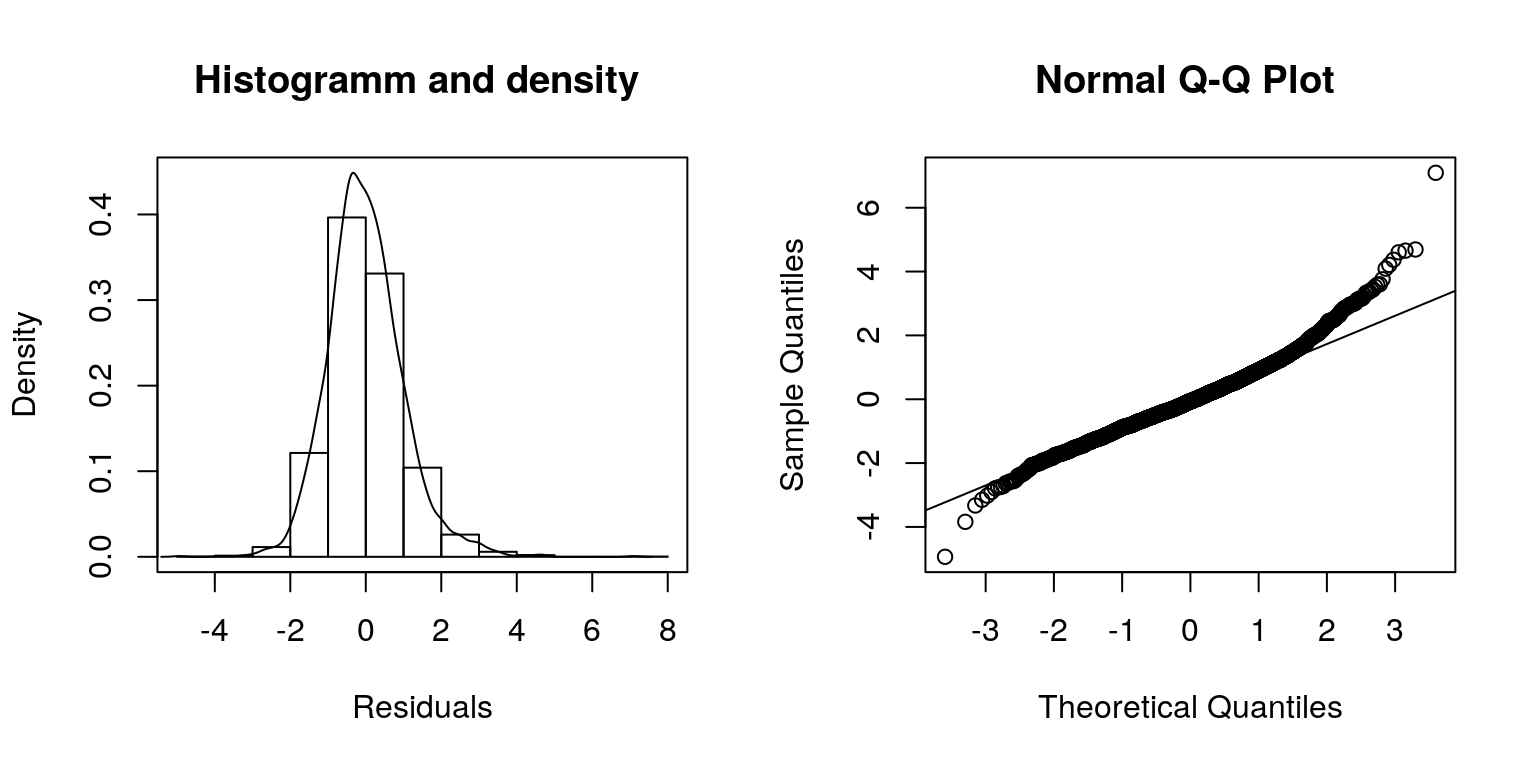 Histogramm and density
Density
0.0 0.1 0.2 0.3 0.4
-4 -2 0 2 4 6 8
Residuals
Normal Q-Q Plot
Sample Quantiles
-4 -2 0 2 4 6
-3 -2 -1 0 1 2 3
Theoretical Quantiles